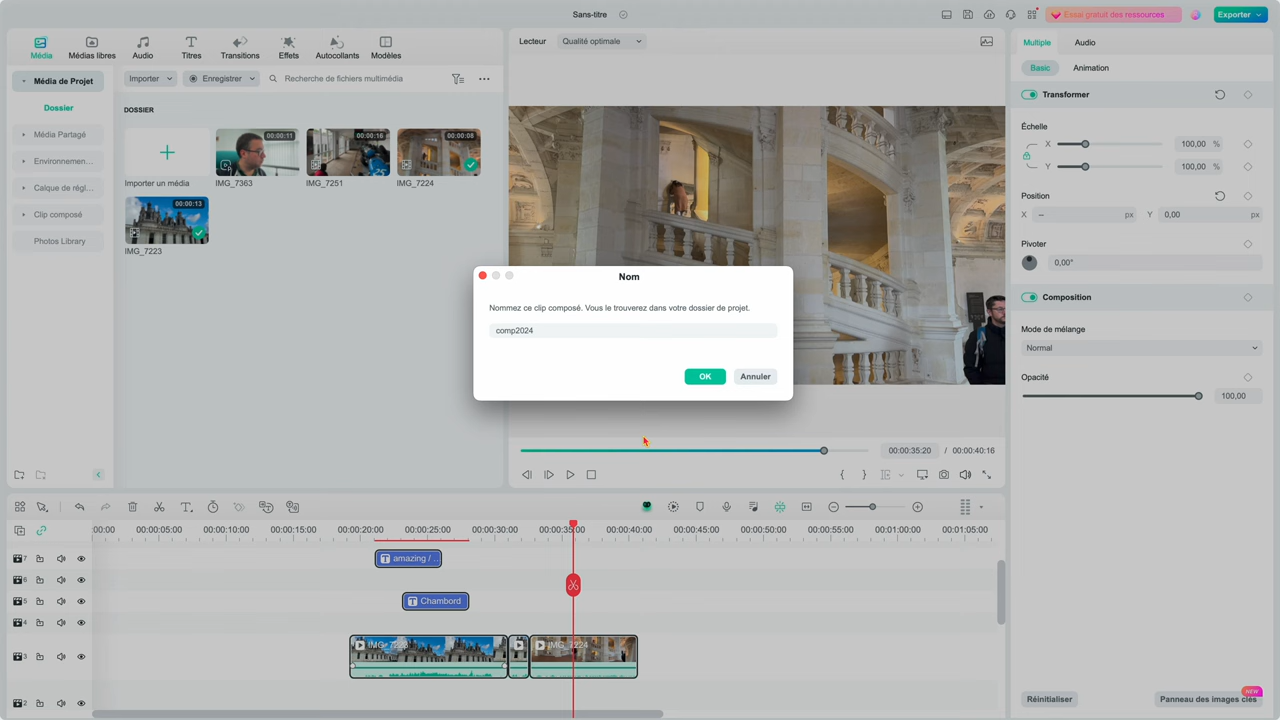 Sans-titre
Essai gratuit des ressources
Exporter
Média
Médias libres
Audio
Titres
Transitions
Effets
Autocollants
Modèles
Lecteur
Qualité optimale
Multiple
Audio
Basic
Animation
Média de Projet
Importer
Enregistrer
Recherche de fichiers multimédia
Dossier
DOSSIER
Média Partagé
Environnemen...
Calque de régl...
Clip composé
Photos Library
Importer un média
00:00:11
IMG_7363
00:00:16
IMG_7251
00:00:08
IMG_7224
00:00:13
IMG_7223
Transformer
Échelle
X
100,00
%
Y
100,00
%
Position
X
–
px
Y
0,00
px
Pivoter
0,00°
Composition
Mode de mélange
Normal
Opacité
100,00
Nom
Nommez ce clip composé. Vous le trouverez dans votre dossier de projet.
comp2024
OK
Annuler
00:00:35:20
/
00:00:40:16
:00:00
00:00:05:00
00:00:10:00
00:00:15:00
00:00:20:00
00:00:25:00
00:00:30:00
00:00:35:00
00:00:40:00
00:00:45:00
00:00:50:00
00:00:55:00
00:01:00:00
00:01:05:00
7
amazing / ...
6
5
Chambord
4
3
IMG_7224
2
Réinitialiser
Panneau des images clés
NEW